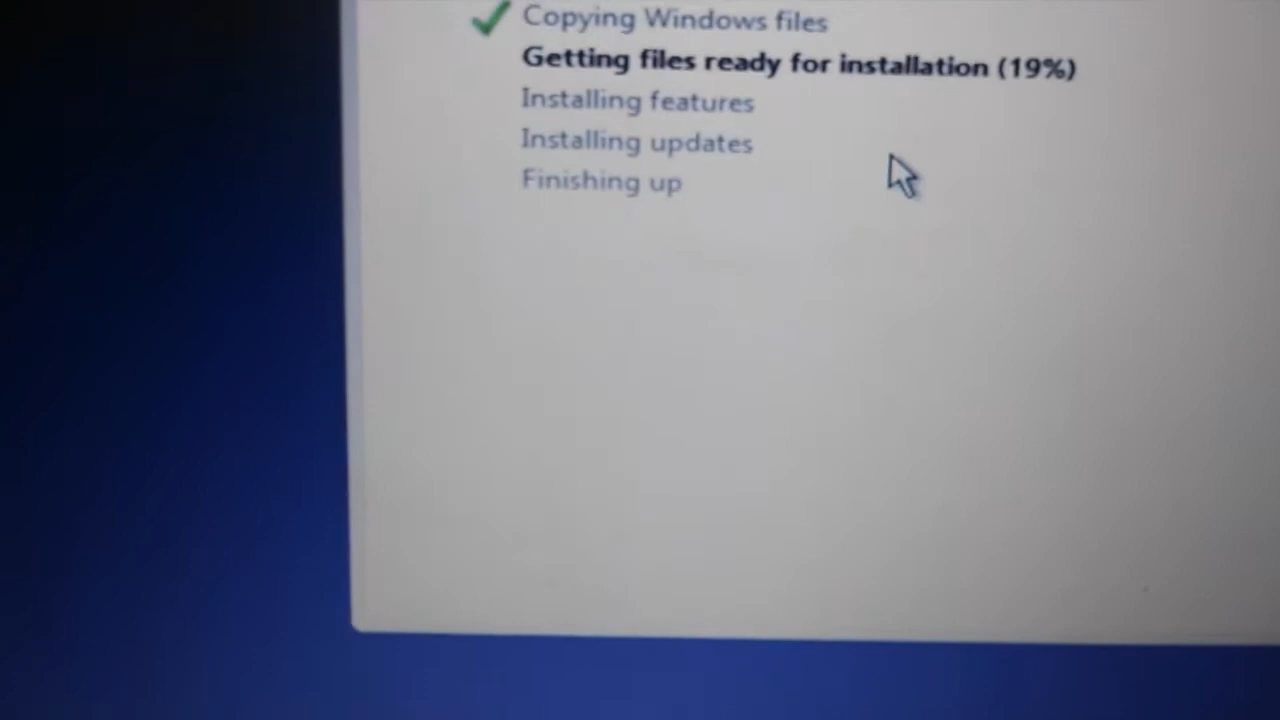 Copying Windows files
Getting files ready for installation (19%)
Installing features
Installing updates
Finishing up